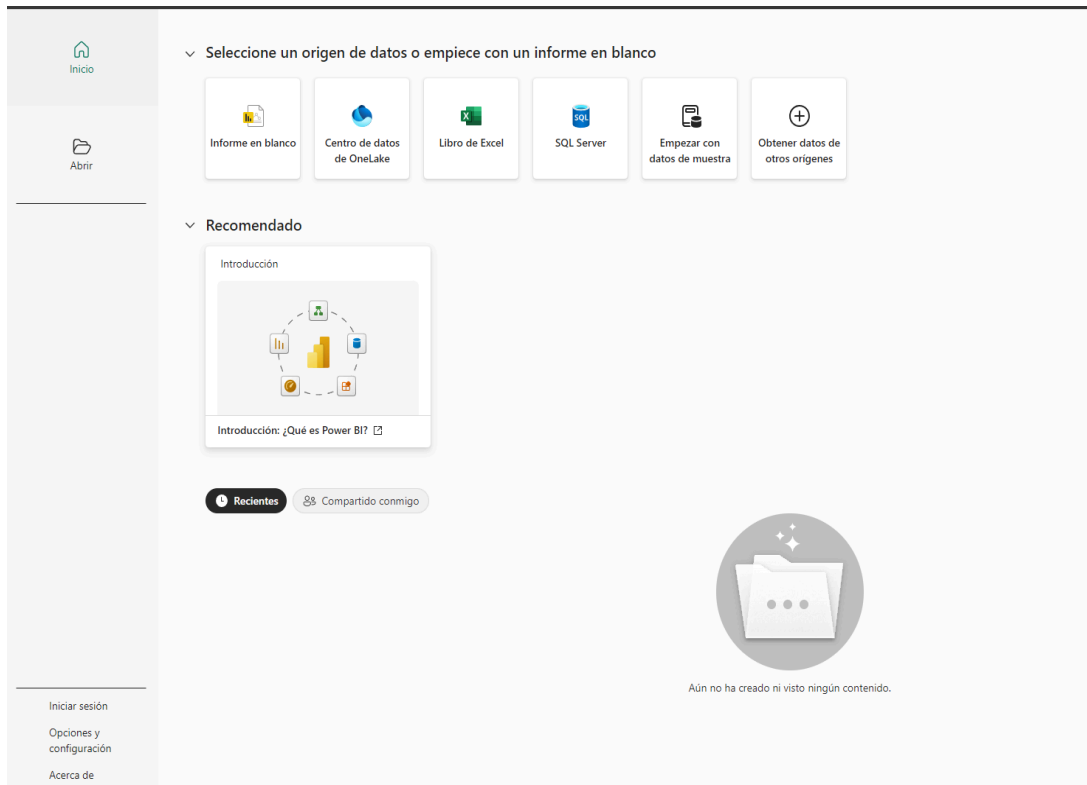 Inicio
Abrir
Seleccione un origen de datos o empiece con un informe en blanco
Informe en blanco
Centro de datos
de OneLake
Libro de Excel
SQL
SQL Server
Empezar con
datos de muestra
Obtener datos de
otros orígenes
Recomendado
Introducción
Introducción: ¿Qué es Power BI?
Recientes
Compartido conmigo
Aún no ha creado ni visto ningún contenido.
Iniciar sesión
Opciones y
configuración
Acerca de